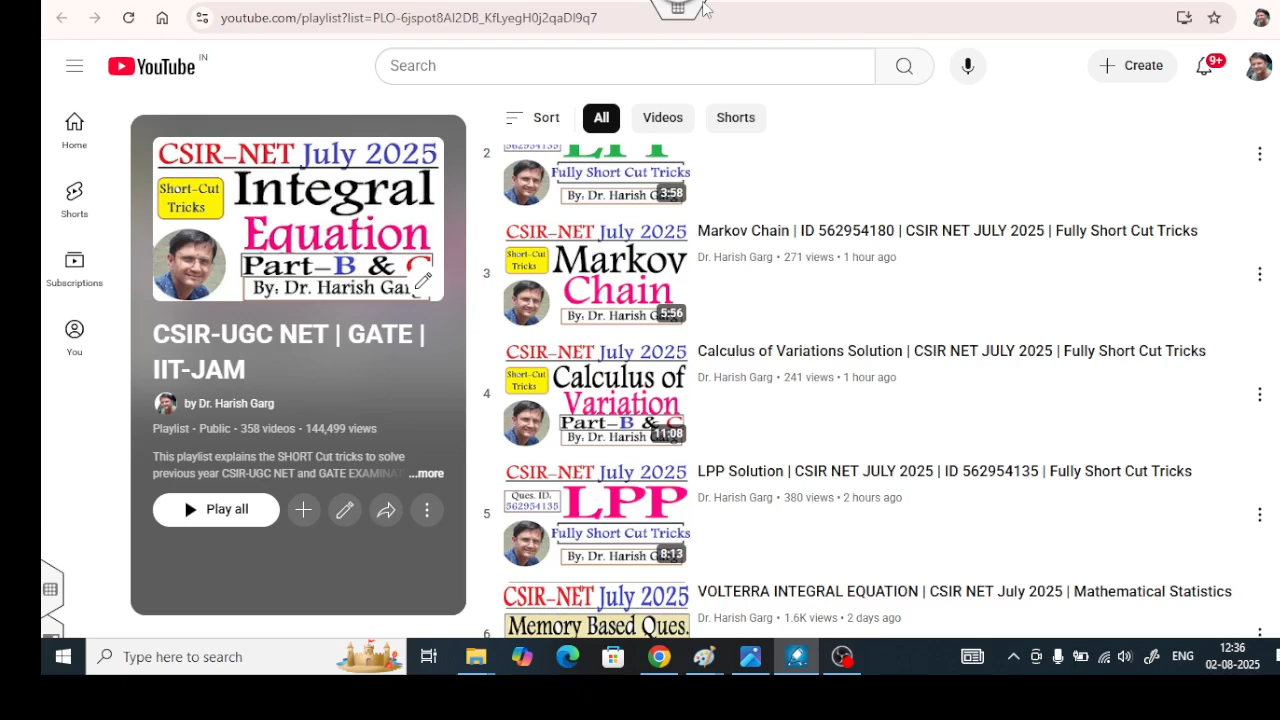 youtube.com/playlist?list=PLO-6jspot8Al2DB_KfLyegH0j2qaDl9q7
YouTube IN
Search
Create
9+
Home
Shorts
Subscriptions
You
CSIR-NET July 2025
Short-Cut
Tricks
Integral
Equation
Part-B & C
By: Dr. Harish Garg
CSIR-UGC NET | GATE |
IIT-JAM
by Dr. Harish Garg
Playlist • Public • 358 videos • 144,499 views
This playlist explains the SHORT Cut tricks to solve
previous year CSIR-UGC NET and GATE EXAMINAT ...more
Play all
Sort
All
Videos
Shorts
2
562954135
Fully Short Cut Tricks
By: Dr. Harish G
3:58
3
CSIR-NET July 2025
Short-Cut
Tricks
Markov
Chain
By: Dr. Harish G
5:56
Markov Chain | ID 562954180 | CSIR NET JULY 2025 | Fully Short Cut Tricks
Dr. Harish Garg • 271 views • 1 hour ago
4
CSIR-NET July 2025
Short-Cut
Tricks
Calculus of
Variation
Part-B & C
By: Dr. Harish G
11:08
Calculus of Variations Solution | CSIR NET JULY 2025 | Fully Short Cut Tricks
Dr. Harish Garg • 241 views • 1 hour ago
5
CSIR-NET July 2025
Ques. ID:
562954135
LPP
Fully Short Cut Tricks
By: Dr. Harish G
8:13
LPP Solution | CSIR NET JULY 2025 | ID 562954135 | Fully Short Cut Tricks
Dr. Harish Garg • 380 views • 2 hours ago
6
CSIR-NET July 2025
Memory Based Ques.
VOLTERRA INTEGRAL EQUATION | CSIR NET July 2025 | Mathematical Statistics
Dr. Harish Garg • 1.6K views • 2 days ago
Type here to search
ENG
12:36
02-08-2025